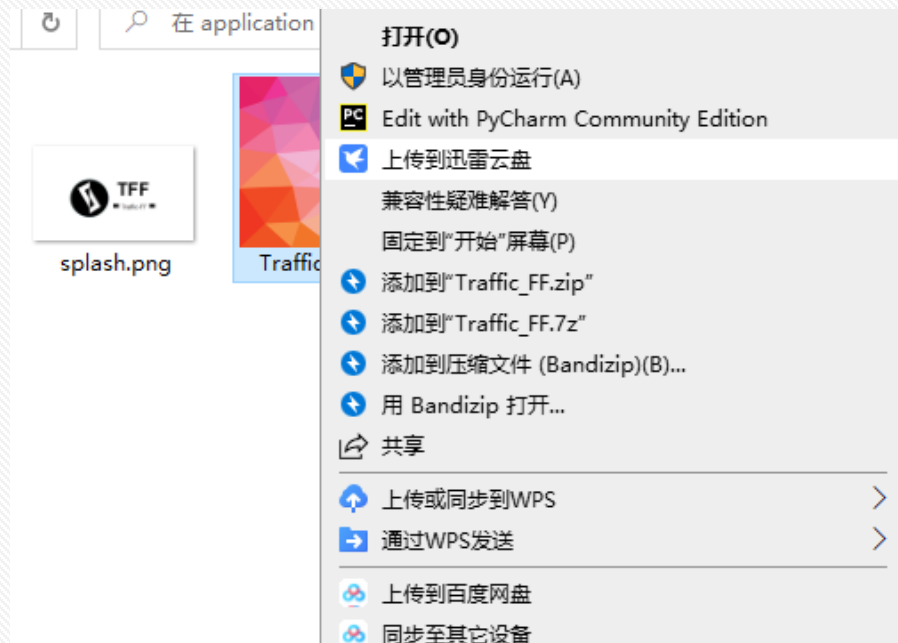 在 application
打开(O)
以管理员身份运行(A)
PC Edit with PyCharm Community Edition
上传到迅雷云盘
兼容性疑难解答(Y)
固定到"开始"屏幕(P)
添加到"Traffic_FF.zip"
添加到"Traffic_FF.7z"
添加到压缩文件 (Bandizip)(B)...
用 Bandizip 打开...
共享
上传或同步到WPS
通过WPS发送
上传到百度网盘
同步至其它设备
TFF
splash.png
Traffic